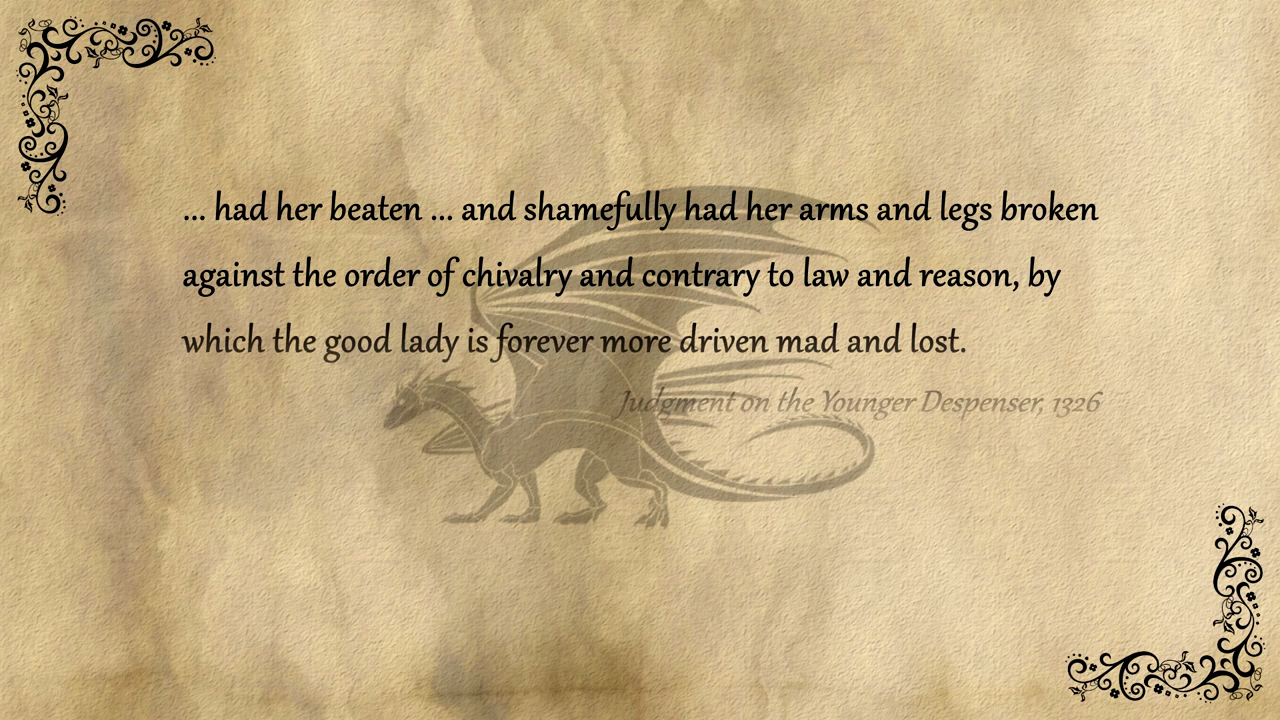 ... had her beaten ... and shamefully had her arms and legs broken
against the order of chivalry and contrary to law and reason, by
which the good lady is forever more driven mad and lost.
Judgment on the Younger Despenser, 1326